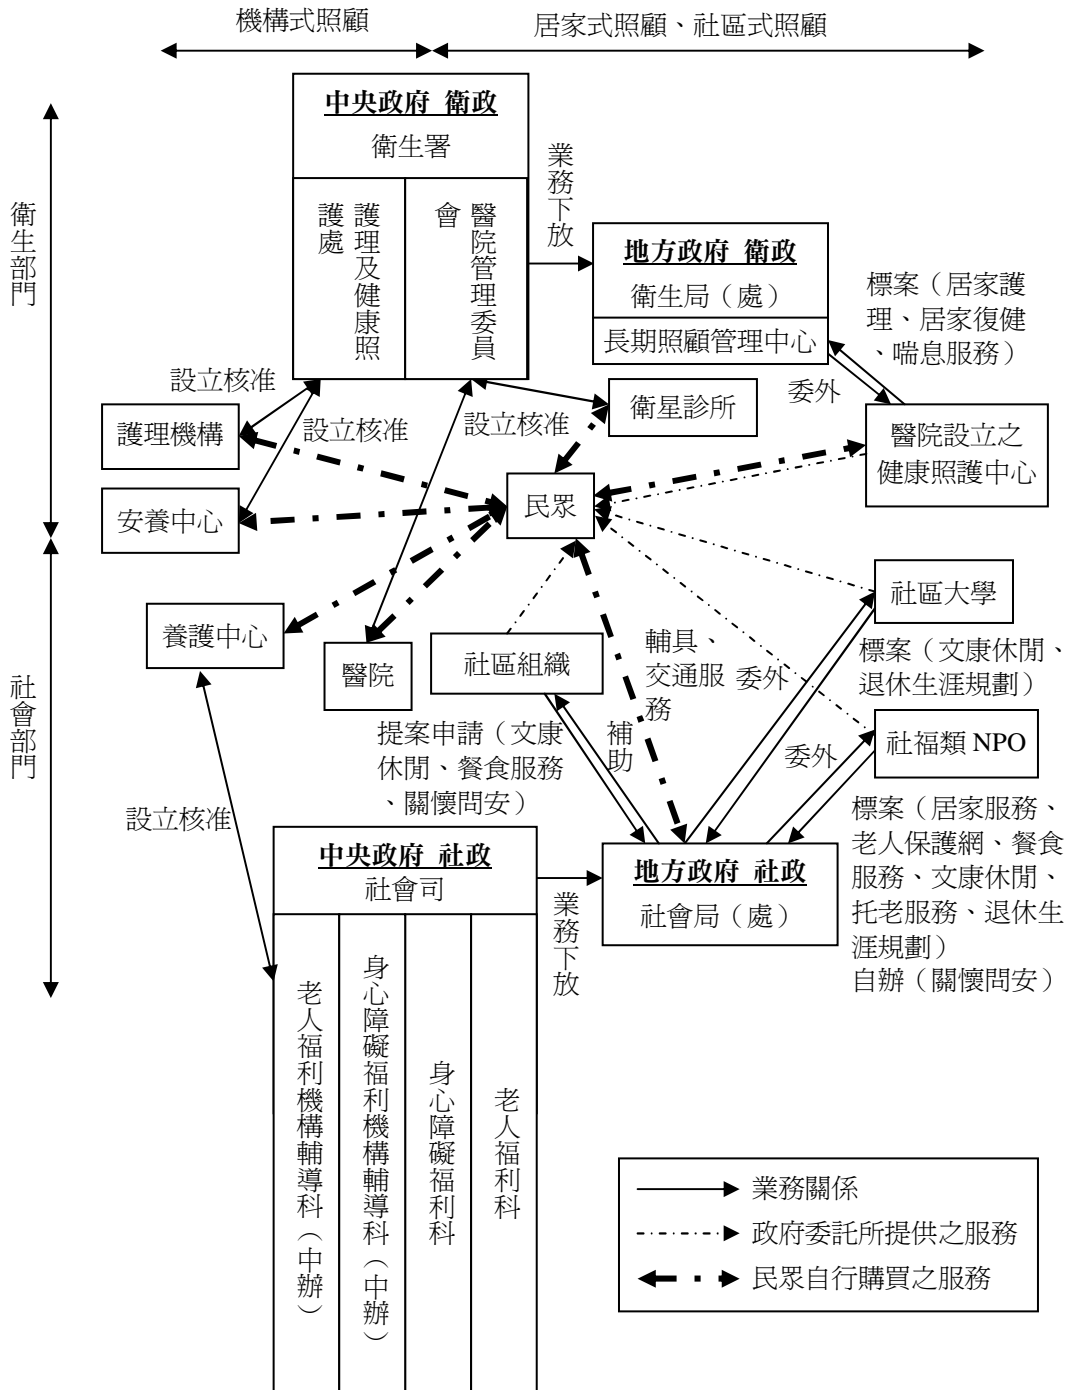 機構式照顧
居家式照顧、社區式照顧
衛生部門
社會部門
中央政府 衛政
衛生署
護理及健康照
護處
醫院管理委員
會
業務下放
地方政府 衛政
衛生局（處）
長期照顧管理中心
標案（居家護
理、居家復健
、喘息服務）
委外
設立核准
設立核准
設立核准
護理機構
衛星診所
醫院設立之
健康照護中心
安養中心
民眾
養護中心
醫院
社區組織
輔具、
交通服
務
委外
社區大學
標案（文康休閒、
退休生涯規劃）
提案申請（文康
休閒、餐食服務
、關懷問安）
補助
委外
社福類 NPO
設立核准
標案（居家服務、
老人保護網、餐食
服務、文康休閒、
托老服務、退休生
涯規劃）
自辦（關懷問安）
中央政府 社政
社會司
業務下放
地方政府 社政
社會局（處）
老人福利機構輔導科（中辦）
身心障礙福利機構輔導科（中辦）
身心障礙福利科
老人福利科
業務關係
政府委託所提供之服務
民眾自行購買之服務